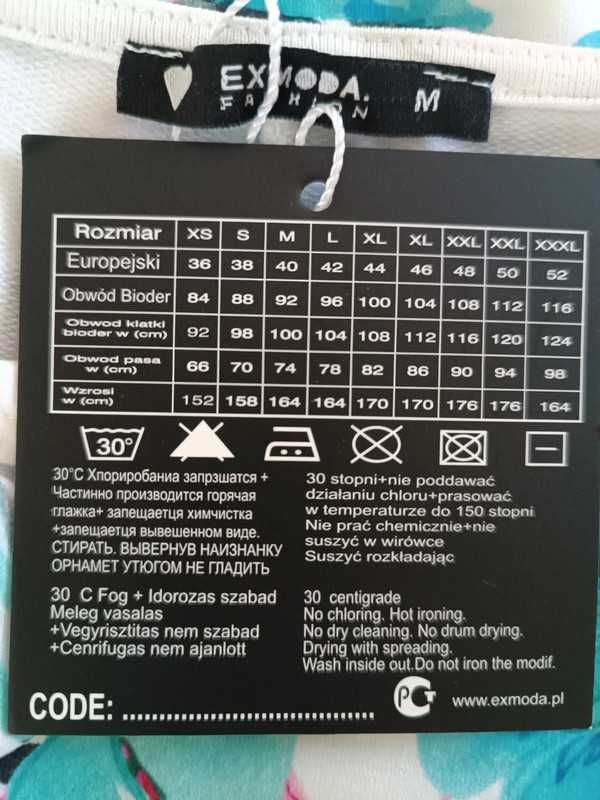 EXMODA.
FASHION
M
Rozmiar XS S M L XL XL XXL XXL XXXL
Europejski 36 38 40 42 44 46 48 50 52
Obwód Bioder 84 88 92 96 100 104 108 112 116
Obwod klatki
bioder w (cm) 92 98 100 104 108 112 116 120 124
Obwod pasa
w (cm) 66 70 74 78 82 86 90 94 98
Wzrosi
w (cm) 152 158 164 164 170 170 176 176 164
30°
30°C Хпоририбаниа запрзшатся +
Частинно производится горячая
глажка+ запещаетця химчистка
+запещаетця вывешенном виде.
СТИРАТЬ. ВЫВЕРНУВ НАИЗНАНКУ
ОРНАМЕТ УТЮГОМ НЕ ГЛАДИТЬ
30 stopni+nie poddawać
działaniu chloru+prasować
w temperaturze do 150 stopni
Nie prać chemicznie+nie
suszyć w wirówce
Suszyć rozkładając
30 C Fog + Idorozas szabad
Meleg vasalas
+Vegyrisztitas nem szabad
+Cenrifugas nem ajanlott
30 centigrade
No chloring. Hot ironing.
No dry cleaning. No drum drying.
Drying with spreading.
Wash inside out.Do not iron the modif.
CODE: ..................................
РСТ www.exmoda.pl